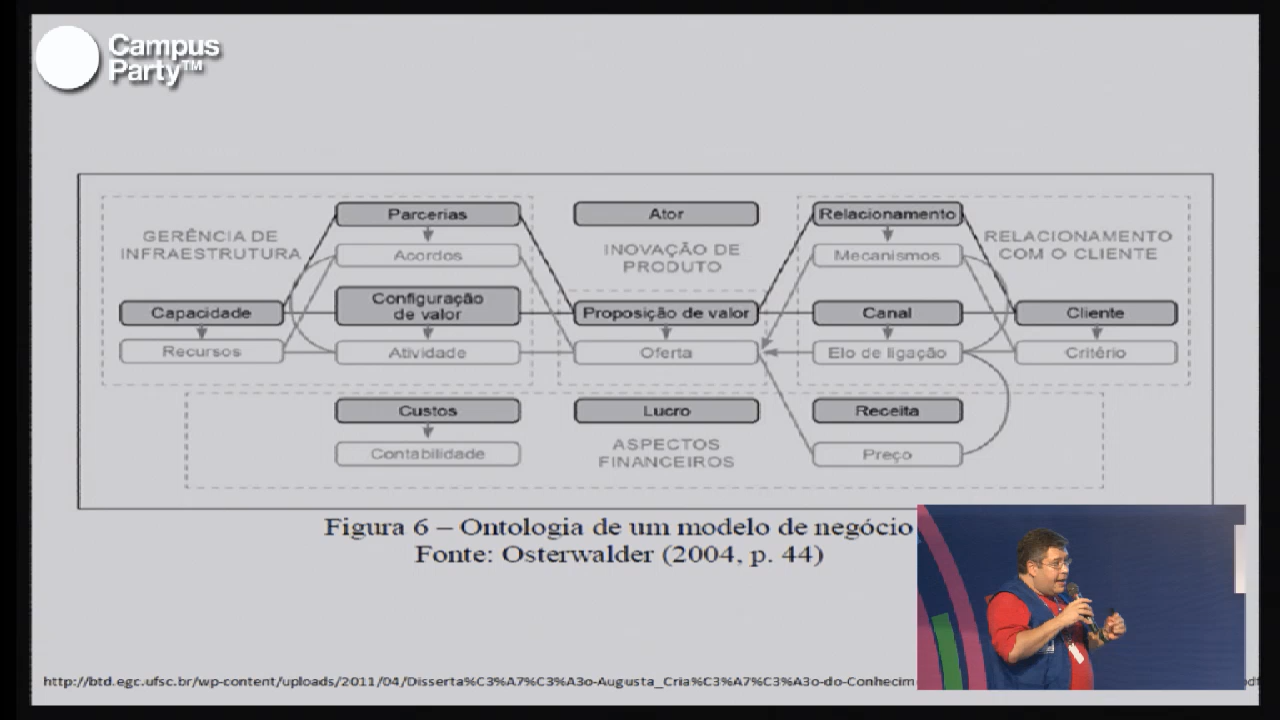 Campus
Party™
Parcerias
Ator
Relacionamento
GERÊNCIA DE
INFRAESTRUTURA
Acordos
INOVAÇÃO DE
PRODUTO
Mecanismos
RELACIONAMENTO
COM O CLIENTE
Capacidade
Configuração
de valor
Proposição de valor
Canal
Cliente
Recursos
Atividade
Oferta
Elo de ligação
Critério
Custos
Lucro
Receita
Contabilidade
ASPECTOS
FINANCEIROS
Preço
Figura 6 – Ontologia de um modelo de negócio
Fonte: Osterwalder (2004, p. 44)
http://btd.egc.ufsc.br/wp-content/uploads/2011/04/Disserta%C3%A7%C3%A3o-Augusta_Cria%C3%A7%C3%A3o-do-Conhecim